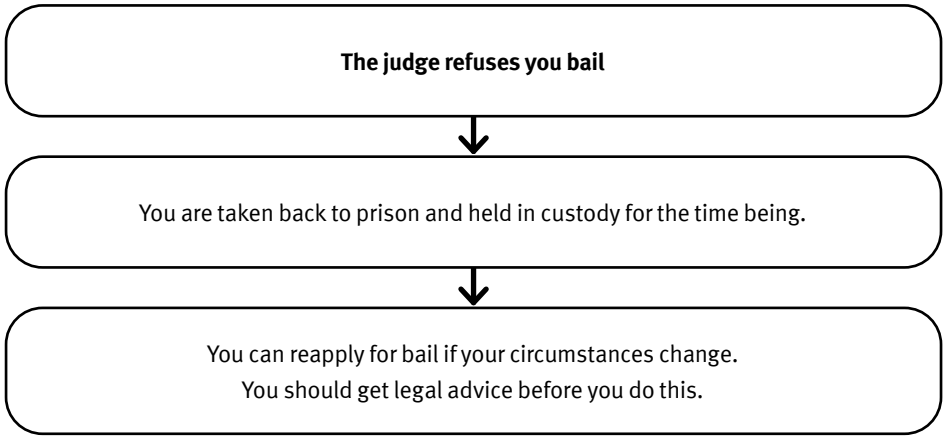 The judge refuses you bail
You are taken back to prison and held in custody for the time being.
You can reapply for bail if your circumstances change.
You should get legal advice before you do this.